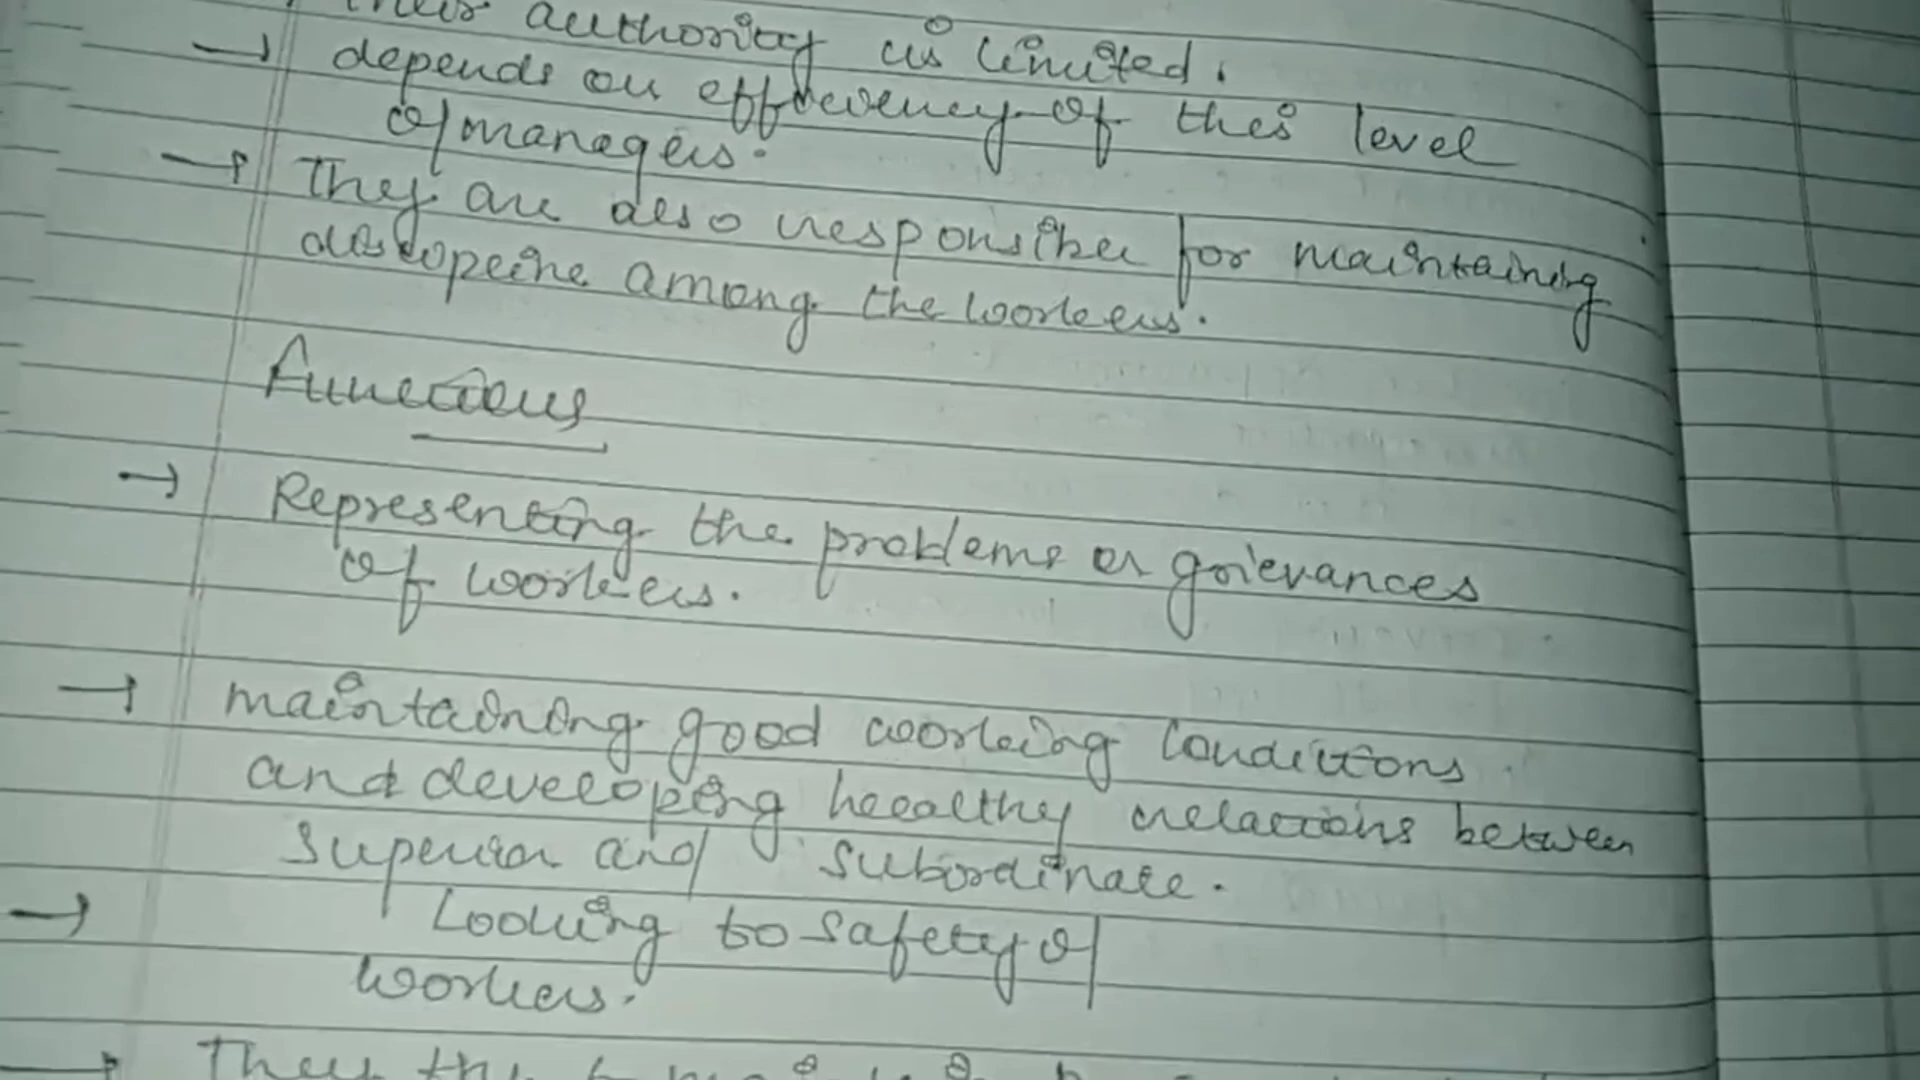 their authority is limited.
→ depends on efficiency of this level
of managers.
→ They are also responsible for maintaining
among the workers.
Functions
→ Representing the problems or grievances
of workers.
→ maintaining good working conditions
and developing healthy relations between
superior and subordinate.
→ Looking to safety of
workers.
→ They